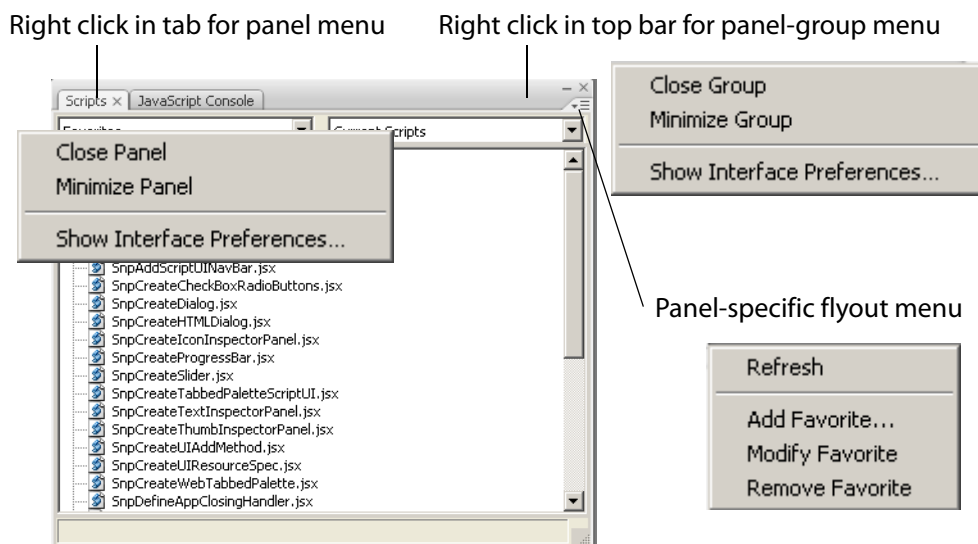 Right click in tab for panel menu
Right click in top bar for panel-group menu
Scripts
JavaScript Console
Current Scripts
Close Panel
Minimize Panel
Show Interface Preferences...
Close Group
Minimize Group
Show Interface Preferences...
SnpAddScriptUINavBar.jsx
SnpCreateCheckBoxRadioButtons.jsx
SnpCreateDialog.jsx
SnpCreateHTMLDialog.jsx
SnpCreateIconInspectorPanel.jsx
SnpCreateProgressBar.jsx
SnpCreateSlider.jsx
SnpCreateTabbedPaletteScriptUI.jsx
SnpCreateTextInspectorPanel.jsx
SnpCreateThumbInspectorPanel.jsx
SnpCreateUIAddMethod.jsx
SnpCreateUIResourceSpec.jsx
SnpCreateWebTabbedPalette.jsx
SnpDefineAppClosingHandler.jsx
Panel-specific flyout menu
Refresh
Add Favorite...
Modify Favorite
Remove Favorite